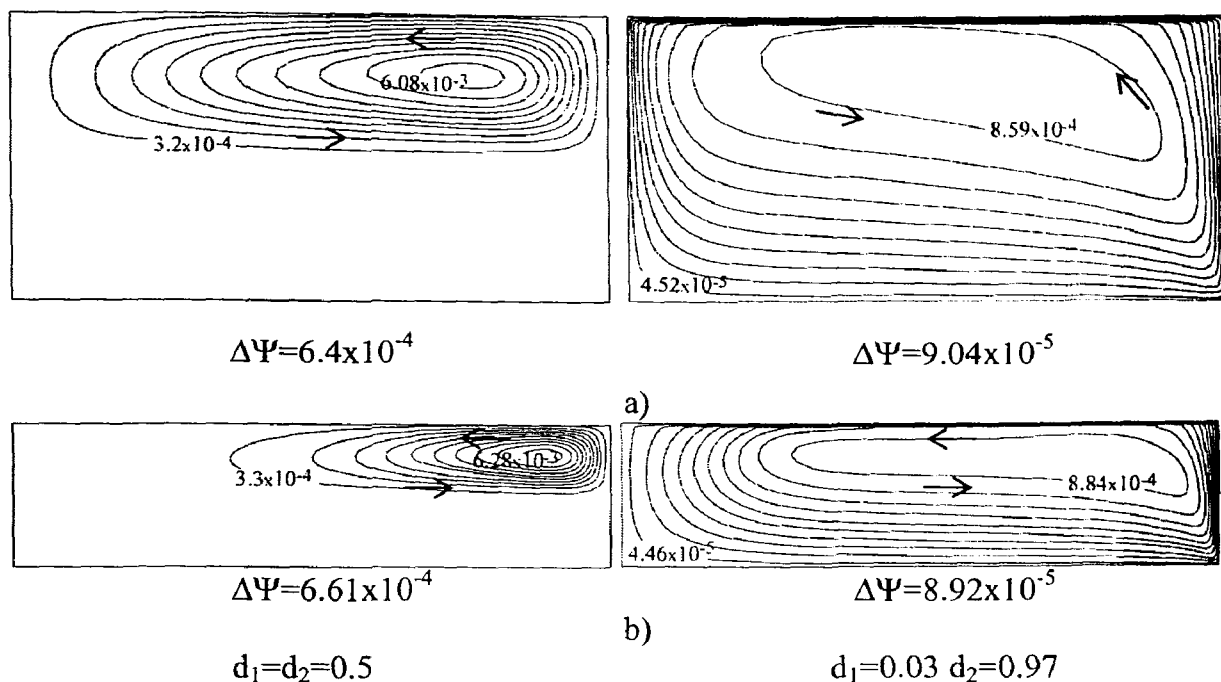 6.08x10⁻³
3.2x10⁻⁴
8.59x10⁻⁴
4.52x10⁻⁵
ΔΨ=6.4x10⁻⁴ ΔΨ=9.04x10⁻⁵
a)
6.28x10⁻³
3.3x10⁻⁴
8.84x10⁻⁴
4.46x10⁻⁵
ΔΨ=6.61x10⁻⁴ ΔΨ=8.92x10⁻⁵
b)
d₁=d₂=0.5 d₁=0.03 d₂=0.97